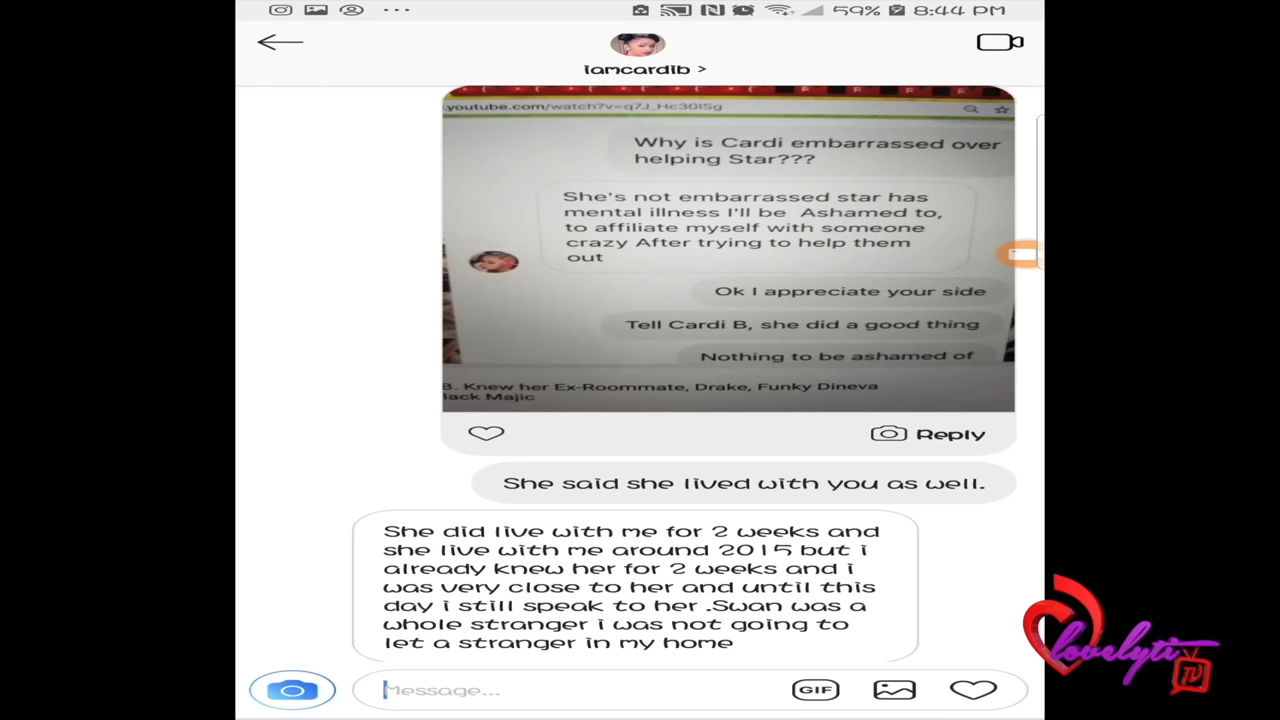 59% 8:44 PM
iamcardib >
.youtube.com/watch?v=q7J_Hc30ISg
Why is Cardi embarrassed over
helping Star???
She's not embarrassed star has
mental illness I'll be Ashamed to,
to affiliate myself with someone
crazy After trying to help them
out
Ok I appreciate your side
Tell Cardi B, she did a good thing
Nothing to be ashamed of
B. Knew her Ex-Roommate, Drake, Funky Dineva
lack Majic
Reply
She said she lived with you as well.
She did live with me for 2 weeks and
she live with me around 2015 but i
already knew her for 2 weeks and i
was very close to her and until this
day i still speak to her .Swan was a
whole stranger i was not going to
let a stranger in my home
Message...
GIF
lovelyti
TV